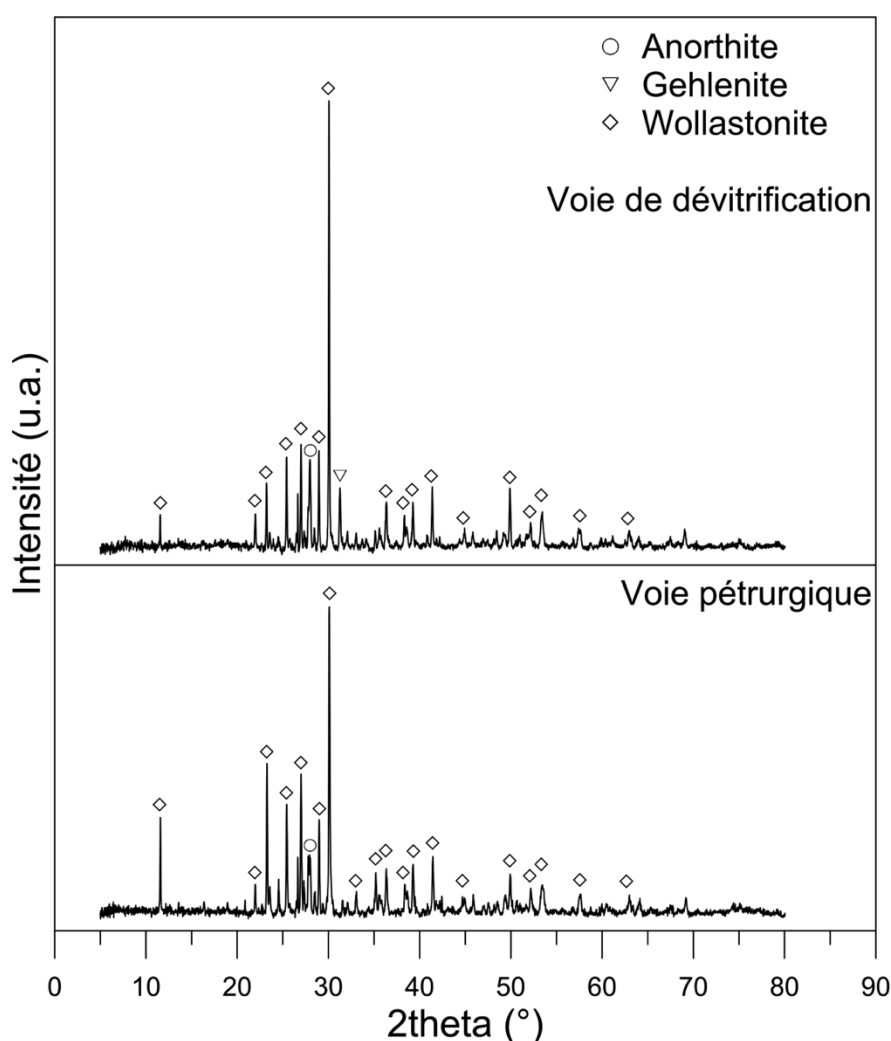 Anorthite
Gehlenite
Wollastonite
Voie de dévitrification
Voie pétrurgique
Intensité (u.a.)
0 10 20 30 40 50 60 70 80 90
2theta (°)